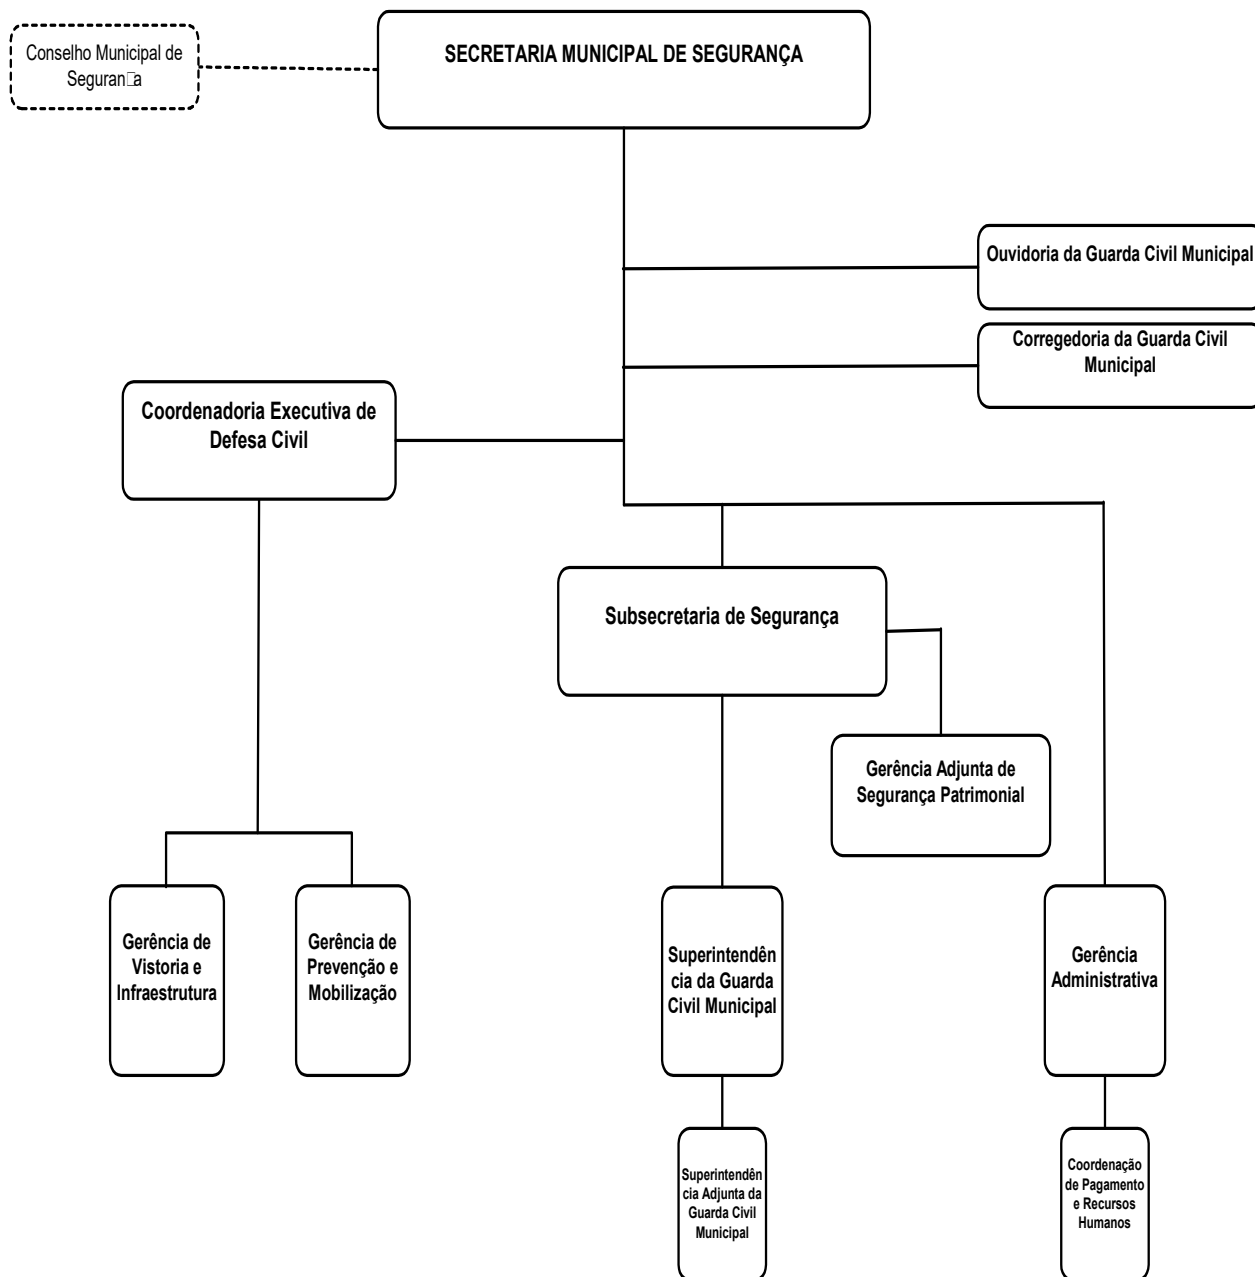 Conselho Municipal de
Seguran□a
SECRETARIA MUNICIPAL DE SEGURANÇA
Ouvidoria da Guarda Civil Municipal
Corregedoria da Guarda Civil
Municipal
Coordenadoria Executiva de
Defesa Civil
Subsecretaria de Segurança
Gerência Adjunta de
Segurança Patrimonial
Gerência de
Vistoria e
Infraestrutura
Gerência de
Prevenção e
Mobilização
Superintendên
cia da Guarda
Civil Municipal
Gerência
Administrativa
Superintendên
cia Adjunta da
Guarda Civil
Municipal
Coordenação
de Pagamento
e Recursos
Humanos